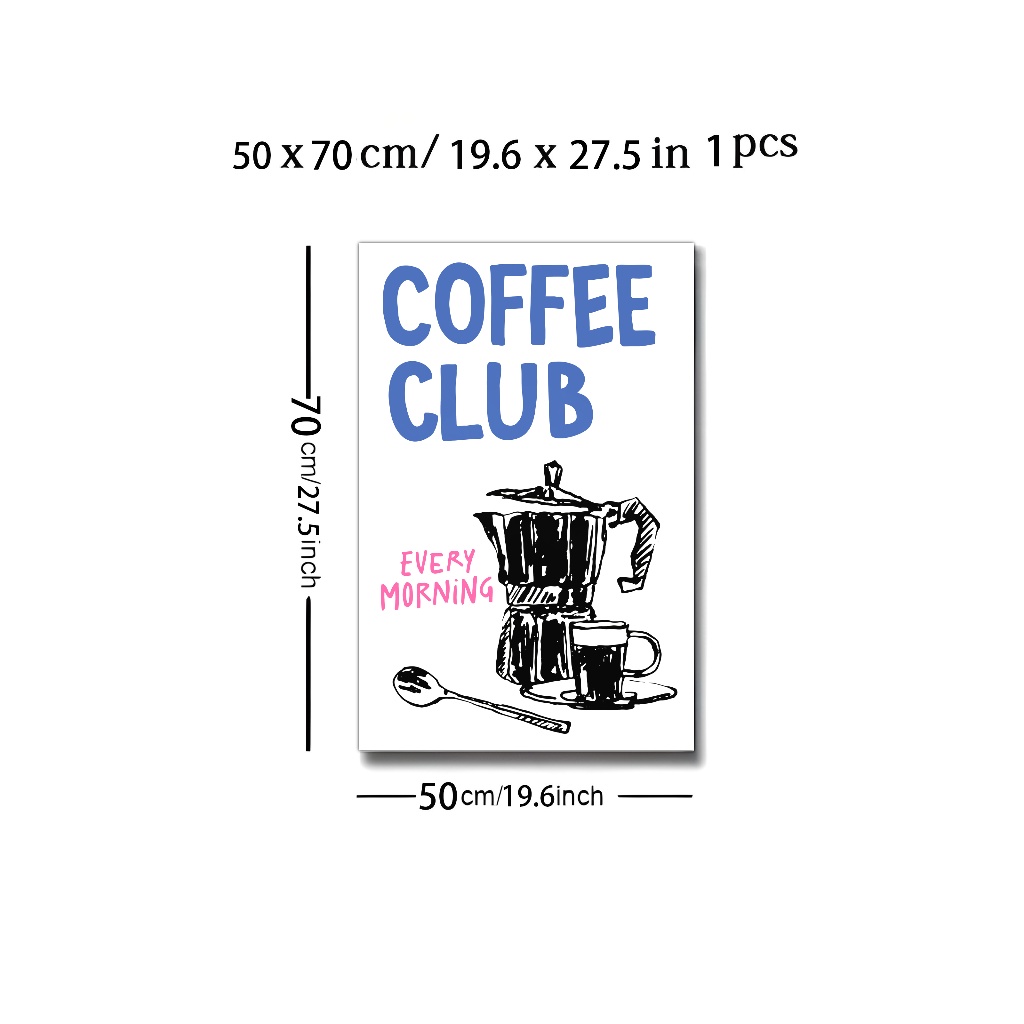 50 x 70 cm/ 19.6 x 27.5 in 1 pcs
COFFEE
CLUB
EVERY
MORNiNG
70cm/27.5inch
50cm/19.6inch